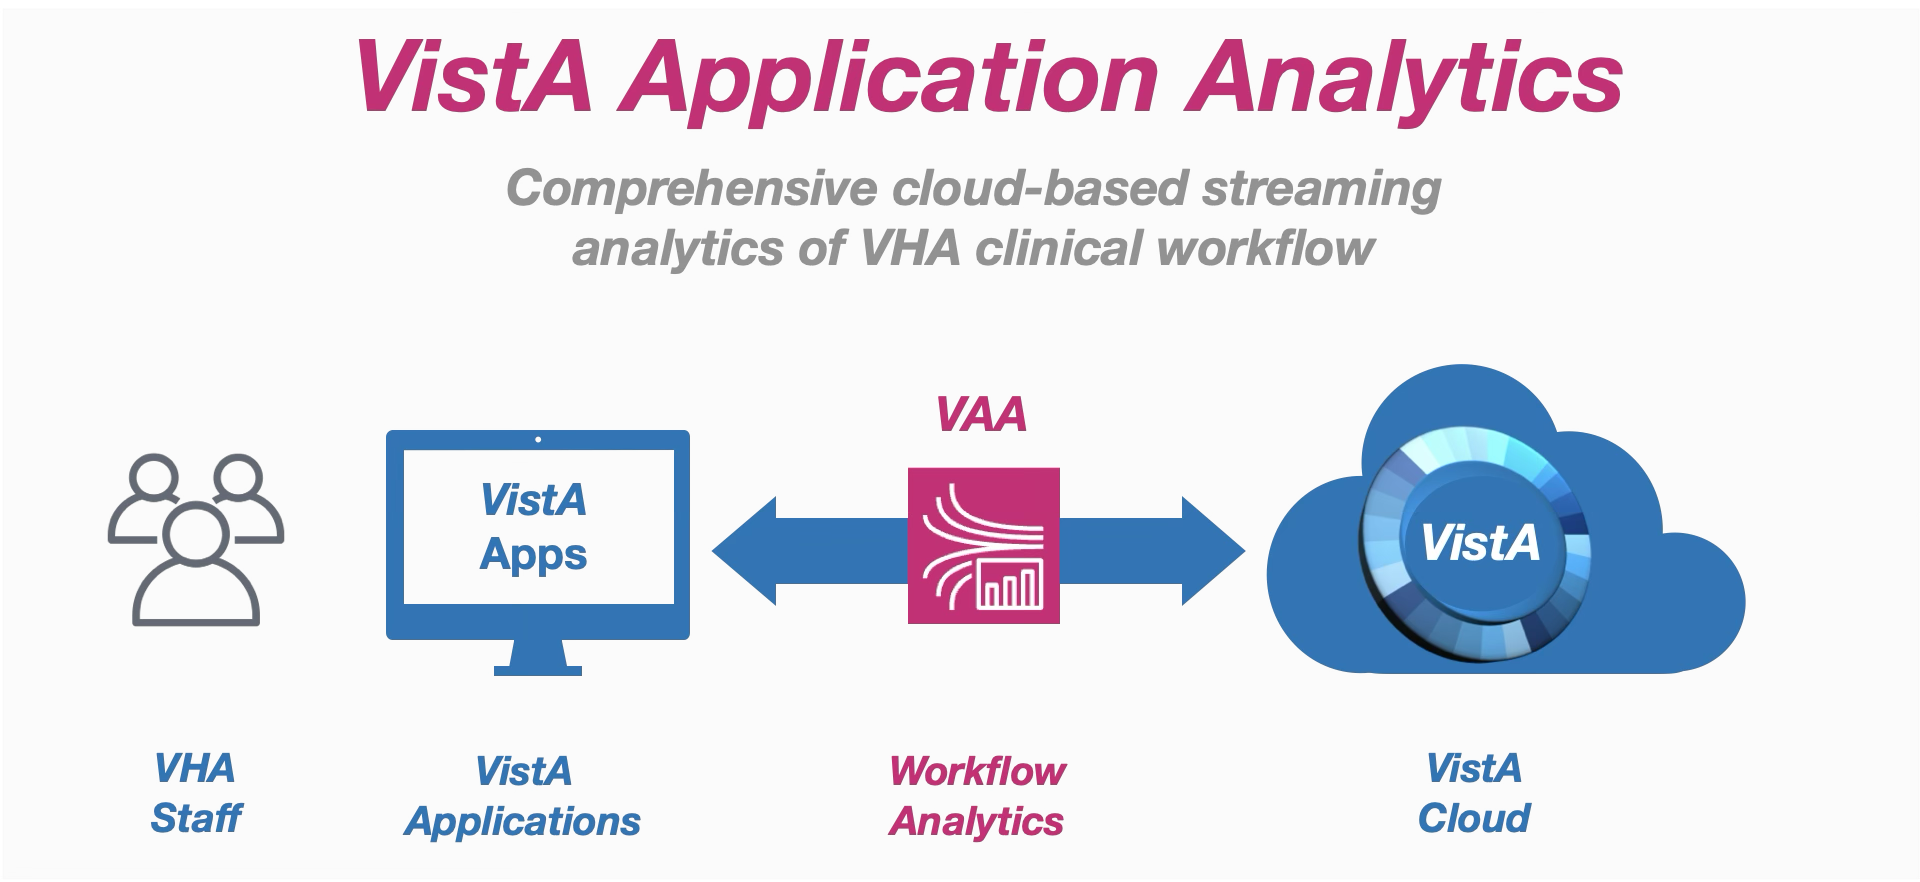 VistA Application Analytics
Comprehensive cloud-based streaming
analytics of VHA clinical workflow
VAA
VistA
Apps
VistA
VHA
Staff
VistA
Applications
Workflow
Analytics
VistA
Cloud